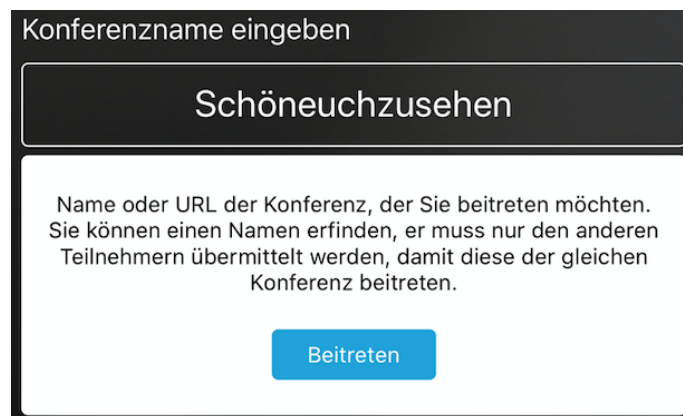 Konferenzname eingeben
Schöneuchzusehen
Name oder URL der Konferenz, der Sie beitreten möchten.
Sie können einen Namen erfinden, er muss nur den anderen
Teilnehmern übermittelt werden, damit diese der gleichen
Konferenz beitreten.
Beitreten